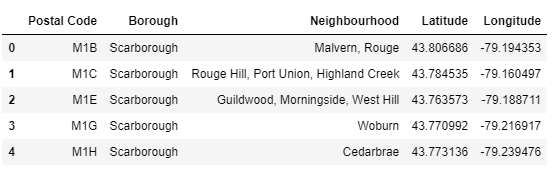 Postal Code Borough Neighbourhood Latitude Longitude
0 M1B Scarborough Malvern, Rouge 43.806686 -79.194353
1 M1C Scarborough Rouge Hill, Port Union, Highland Creek 43.784535 -79.160497
2 M1E Scarborough Guildwood, Morningside, West Hill 43.763573 -79.188711
3 M1G Scarborough Woburn 43.770992 -79.216917
4 M1H Scarborough Cedarbrae 43.773136 -79.239476